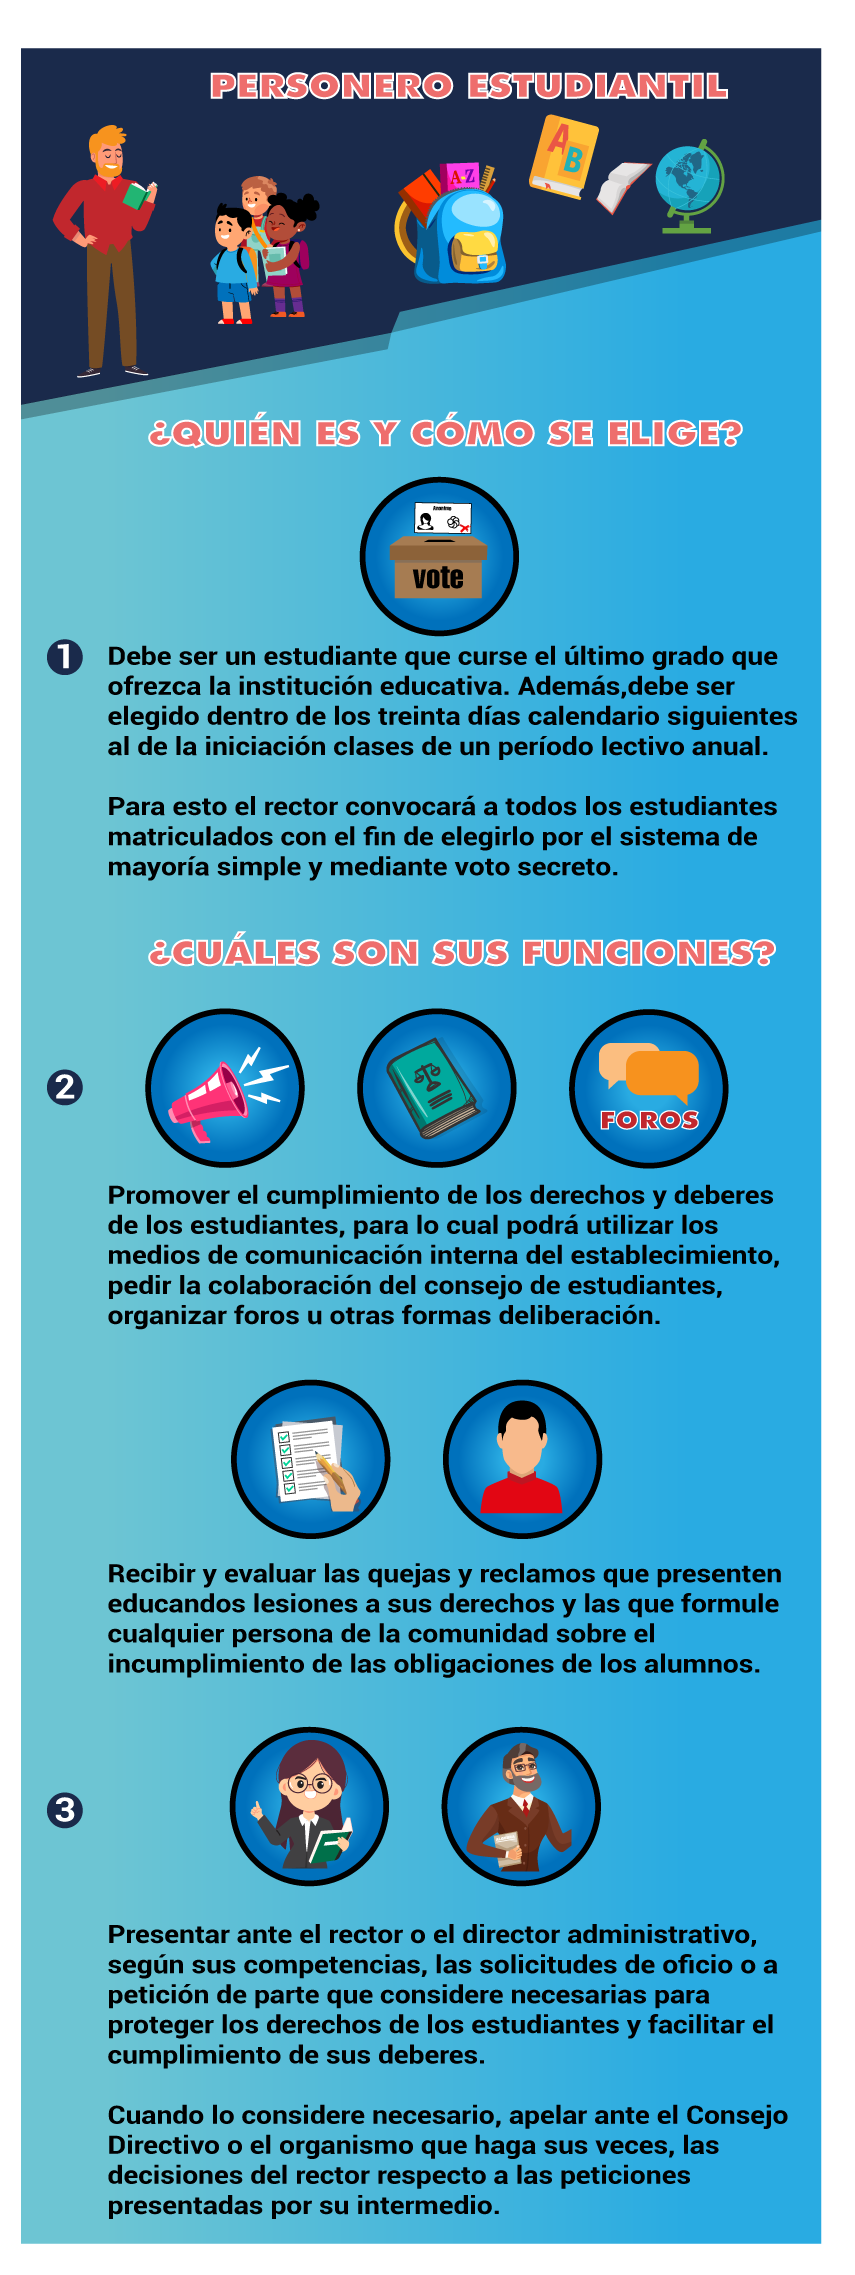 PERSONERO ESTUDIANTIL
A-Z
A
B
¿QUIÉN ES Y CÓMO SE ELIGE?
vote
1
Debe ser un estudiante que curse el último grado que
ofrezca la institución educativa. Además,debe ser
elegido dentro de los treinta días calendario siguientes
al de la iniciación clases de un período lectivo anual.
Para esto el rector convocará a todos los estudiantes
matriculados con el fin de elegirlo por el sistema de
mayoría simple y mediante voto secreto.
¿CUÁLES SON SUS FUNCIONES?
2
FOROS
Promover el cumplimiento de los derechos y deberes
de los estudiantes, para lo cual podrá utilizar los
medios de comunicación interna del establecimiento,
pedir la colaboración del consejo de estudiantes,
organizar foros u otras formas deliberación.
Recibir y evaluar las quejas y reclamos que presenten
educandos lesiones a sus derechos y las que formule
cualquier persona de la comunidad sobre el
incumplimiento de las obligaciones de los alumnos.
3
Presentar ante el rector o el director administrativo,
según sus competencias, las solicitudes de oficio o a
petición de parte que considere necesarias para
proteger los derechos de los estudiantes y facilitar el
cumplimiento de sus deberes.
Cuando lo considere necesario, apelar ante el Consejo
Directivo o el organismo que haga sus veces, las
decisiones del rector respecto a las peticiones
presentadas por su intermedio.